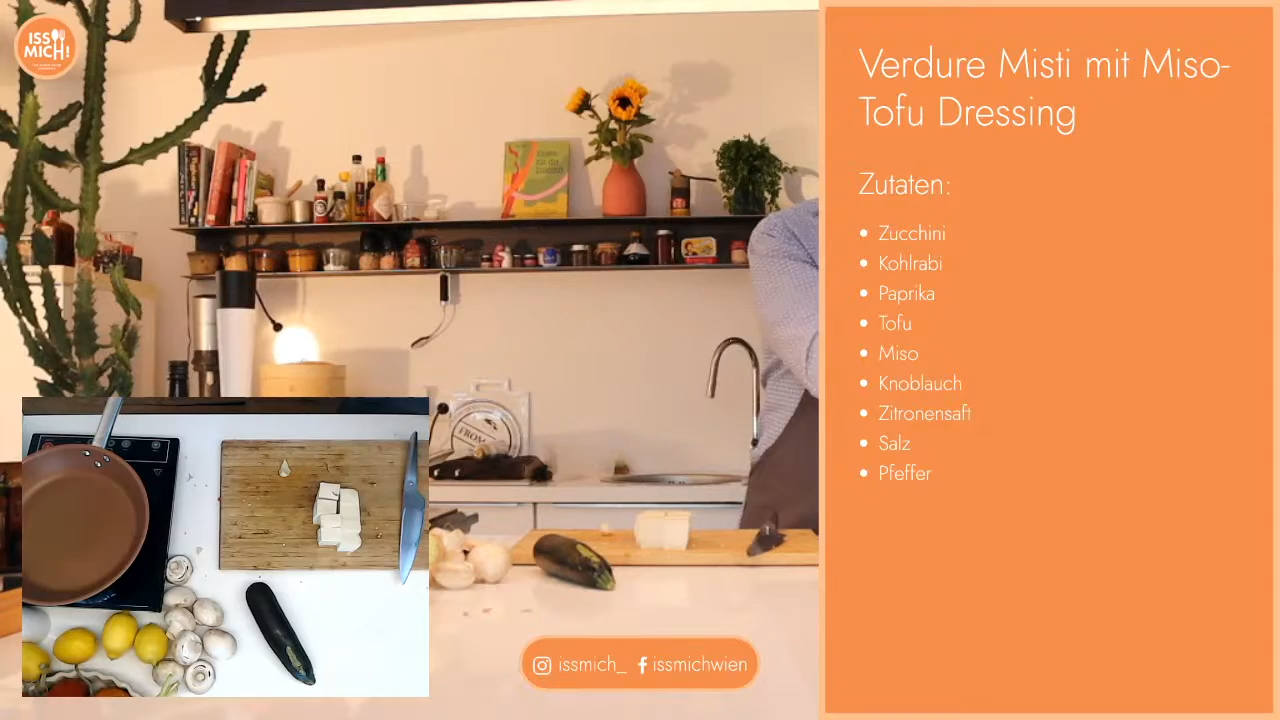 ISS
MICH!
Verdure Misti mit Miso-
Tofu Dressing
Zutaten:
Zucchini
Kohlrabi
Paprika
Tofu
Miso
Knoblauch
Zitronensaft
Salz
Pfeffer
FROM
issmich_ issmichwien